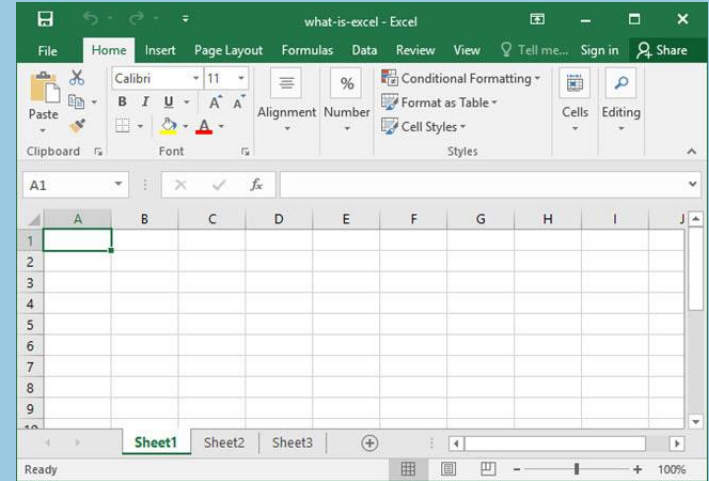 what-is-excel - Excel
File Home Insert Page Layout Formulas Data Review View Tell me... Sign in Share
Paste
Calibri 11
B I U A A
A
Alignment
%
Number
Conditional Formatting
Format as Table
Cell Styles
Cells
Editing
Clipboard Font Styles
A1 fx
A B C D E F G H I J
1
2
3
4
5
6
7
8
9
10
Sheet1 Sheet2 Sheet3
Ready 100%